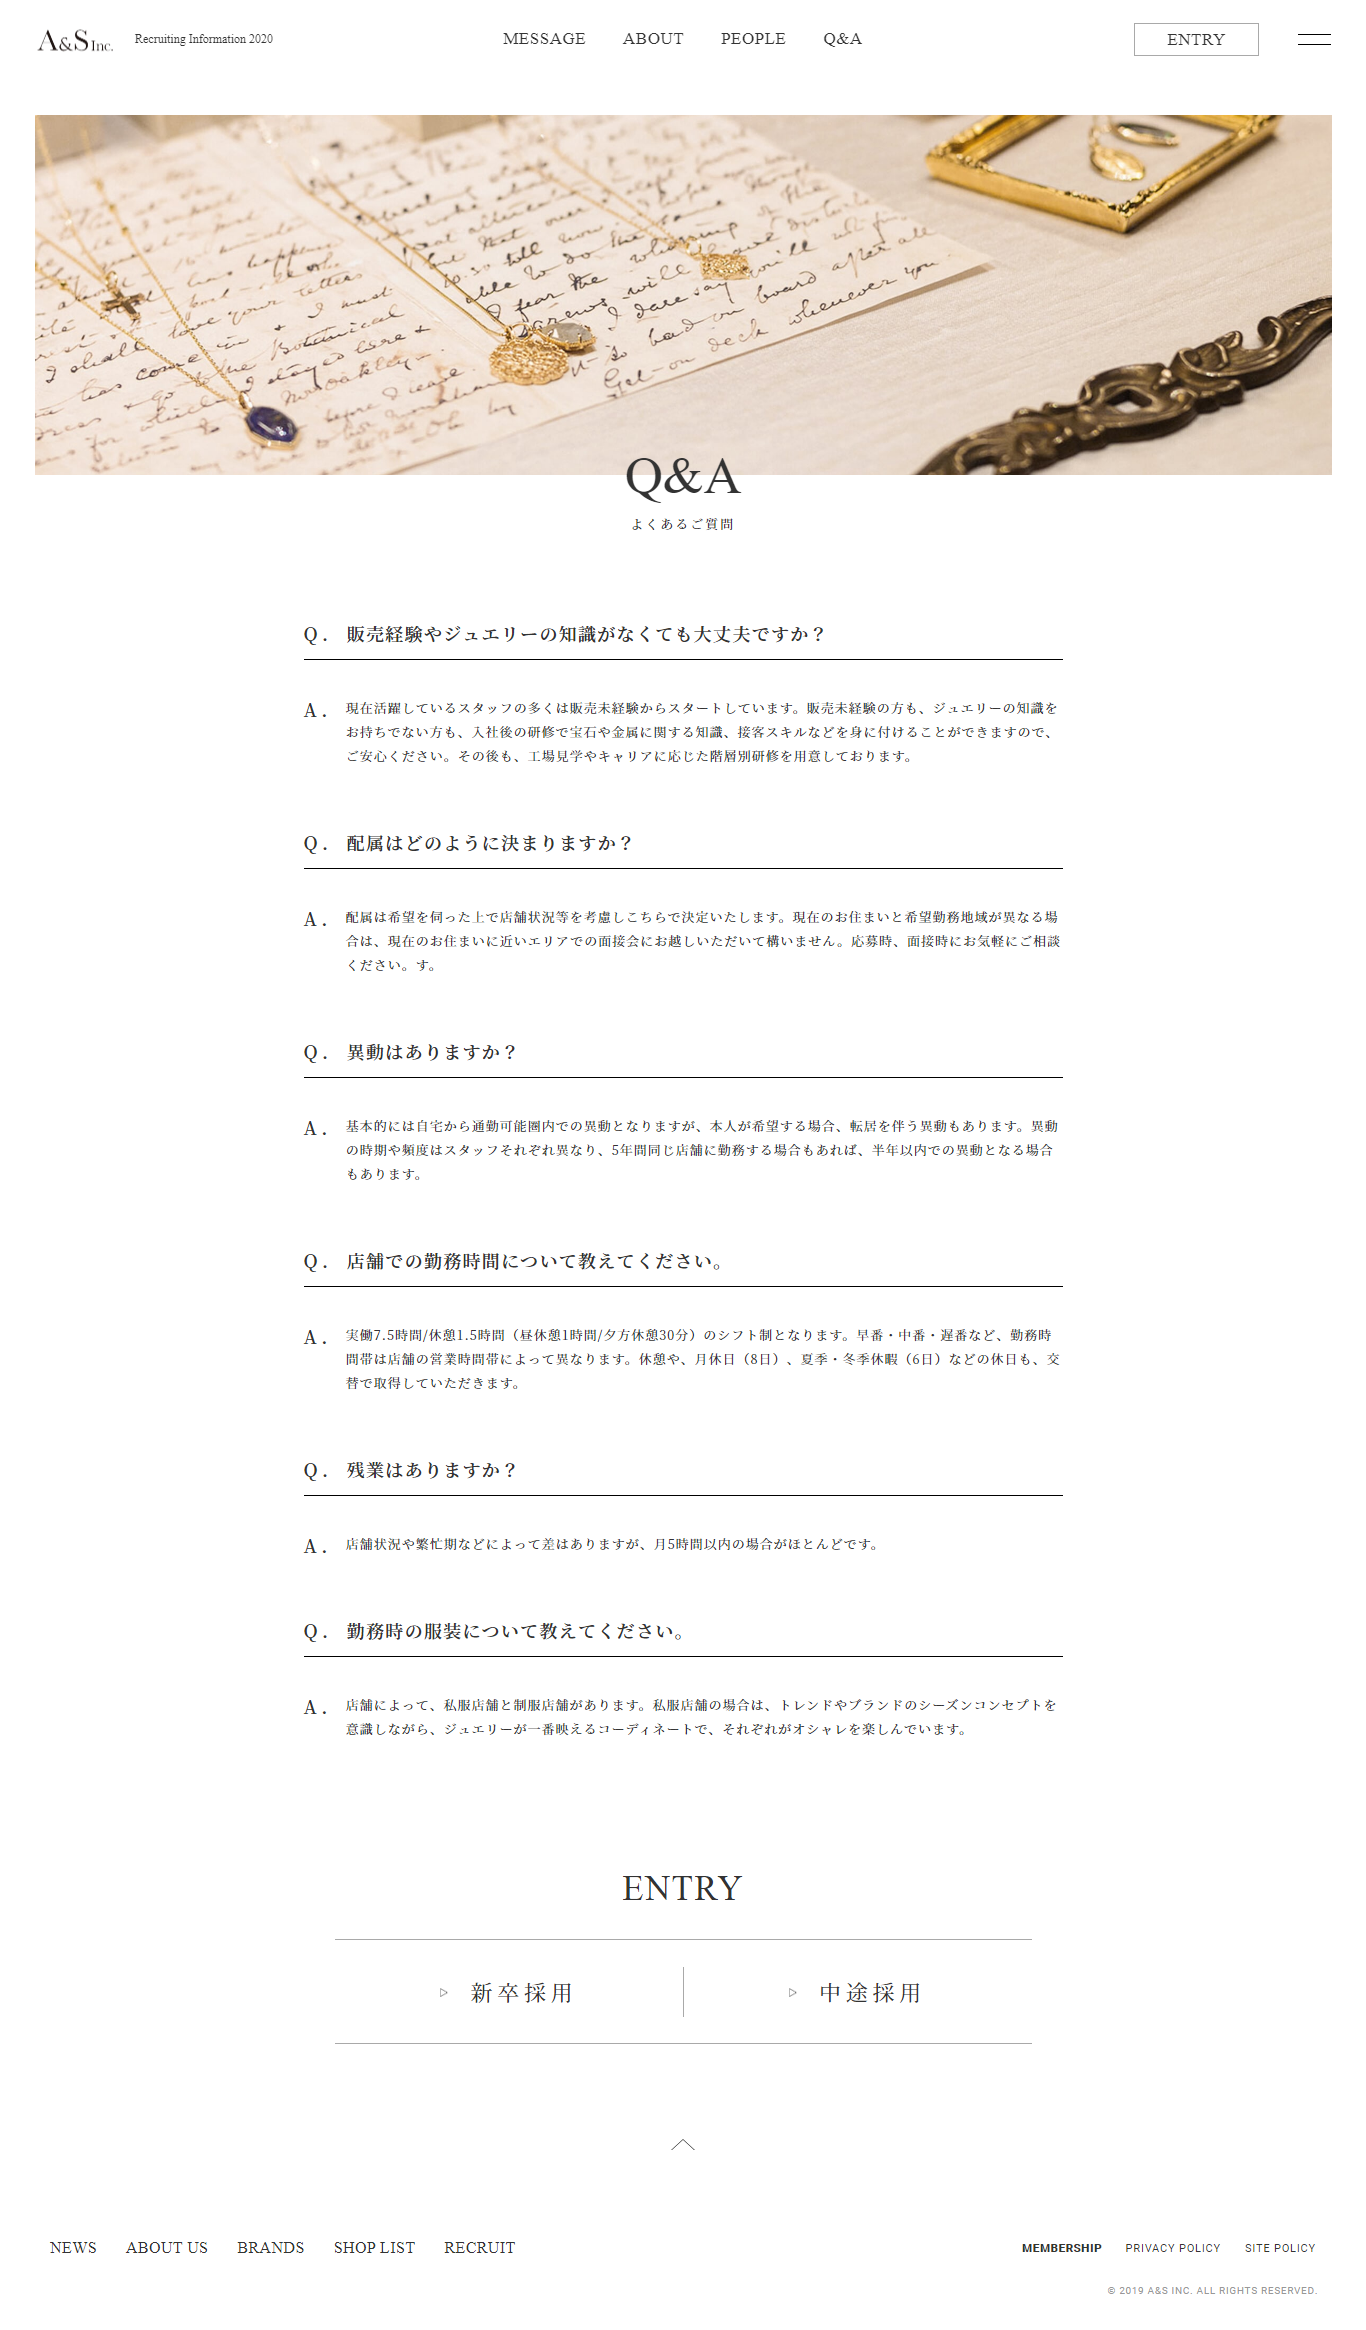 A&S Inc.
Recruiting Information 2020
MESSAGE ABOUT PEOPLE Q&A
ENTRY
Q&A
よくあるご質問
Q . 販売経験やジュエリーの知識がなくても大丈夫ですか？
A . 現在活躍しているスタッフの多くは販売未経験からスタートしています。販売未経験の方も、ジュエリーの知識を
お持ちでない方も、入社後の研修で宝石や金属に関する知識、接客スキルなどを身に付けることができますので、
ご安心ください。その後も、工場見学やキャリアに応じた階層別研修を用意しております。
Q . 配属はどのように決まりますか？
A . 配属は希望を伺った上で店舗状況等を考慮しこちらで決定いたします。現在のお住まいと希望勤務地域が異なる場
合は、現在のお住まいに近いエリアでの面接会にお越しいただいて構いません。応募時、面接時にお気軽にご相談
ください。す。
Q . 異動はありますか？
A . 基本的には自宅から通勤可能圏内での異動となりますが、本人が希望する場合、転居を伴う異動もあります。異動
の時期や頻度はスタッフそれぞれ異なり、5年間同じ店舗に勤務する場合もあれば、半年以内での異動となる場合
もあります。
Q . 店舗での勤務時間について教えてください。
A . 実働7.5時間/休憩1.5時間（昼休憩1時間/夕方休憩30分）のシフト制となります。早番・中番・遅番など、勤務時
間帯は店舗の営業時間帯によって異なります。休憩や、月休日（8日）、夏季・冬季休暇（6日）などの休日も、交
替で取得していただきます。
Q . 残業はありますか？
A . 店舗状況や繁忙期などによって差はありますが、月5時間以内の場合がほとんどです。
Q . 勤務時の服装について教えてください。
A . 店舗によって、私服店舗と制服店舗があります。私服店舗の場合は、トレンドやブランドのシーズンコンセプトを
意識しながら、ジュエリーが一番映えるコーディネートで、それぞれがオシャレを楽しんでいます。
ENTRY
新卒採用
中途採用
NEWS ABOUT US BRANDS SHOP LIST RECRUIT
MEMBERSHIP PRIVACY POLICY SITE POLICY
© 2019 A&S INC. ALL RIGHTS RESERVED.